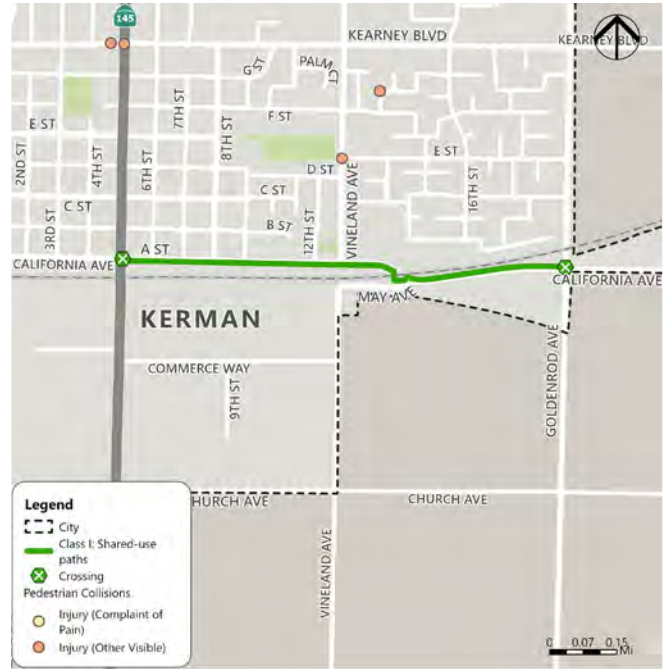 145
KEARNEY BLVD
KEARNEY BLVD
G ST
PALM CT
7TH ST
F ST
E ST
8TH ST
2ND ST
4TH ST
6TH ST
E ST
D ST
VINELAND AVE
16TH ST
C ST
C ST
3RD ST
B ST
12TH ST
A ST
CALIFORNIA AVE
CALIFORNIA AVE
MAY AVE
KERMAN
GOLDENROD AVE
COMMERCE WAY
9TH ST
HURCH AVE
CHURCH AVE
VINELAND AVE
Legend
City
Class I: Shared-use
paths
Crossing
Pedestrian Collisions
Injury (Complaint of
Pain)
Injury (Other Visible)
0 0.07 0.15
Mi